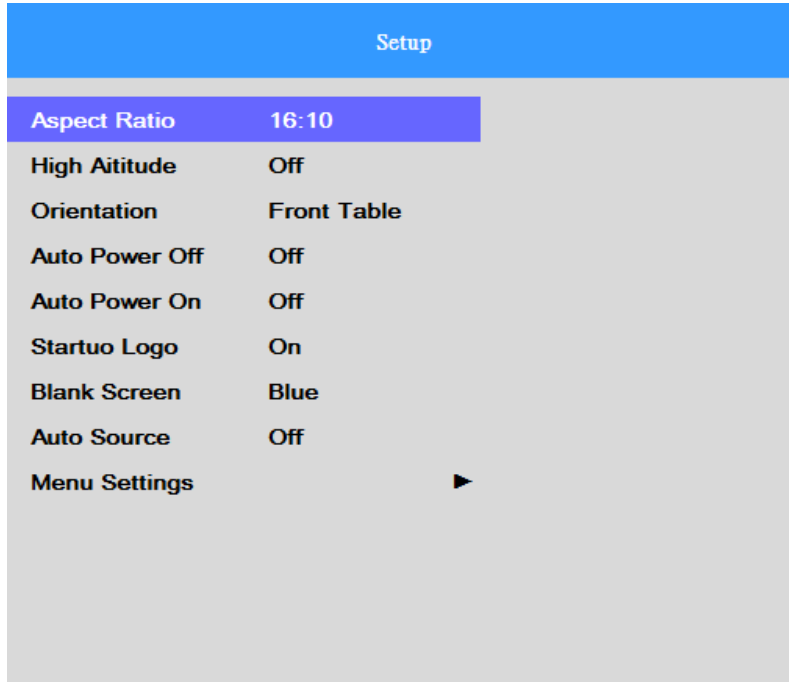 Setup
Aspect Ratio 16:10
High Aititude Off
Orientation Front Table
Auto Power Off Off
Auto Power On Off
Startuo Logo On
Blank Screen Blue
Auto Source Off
Menu Settings ►